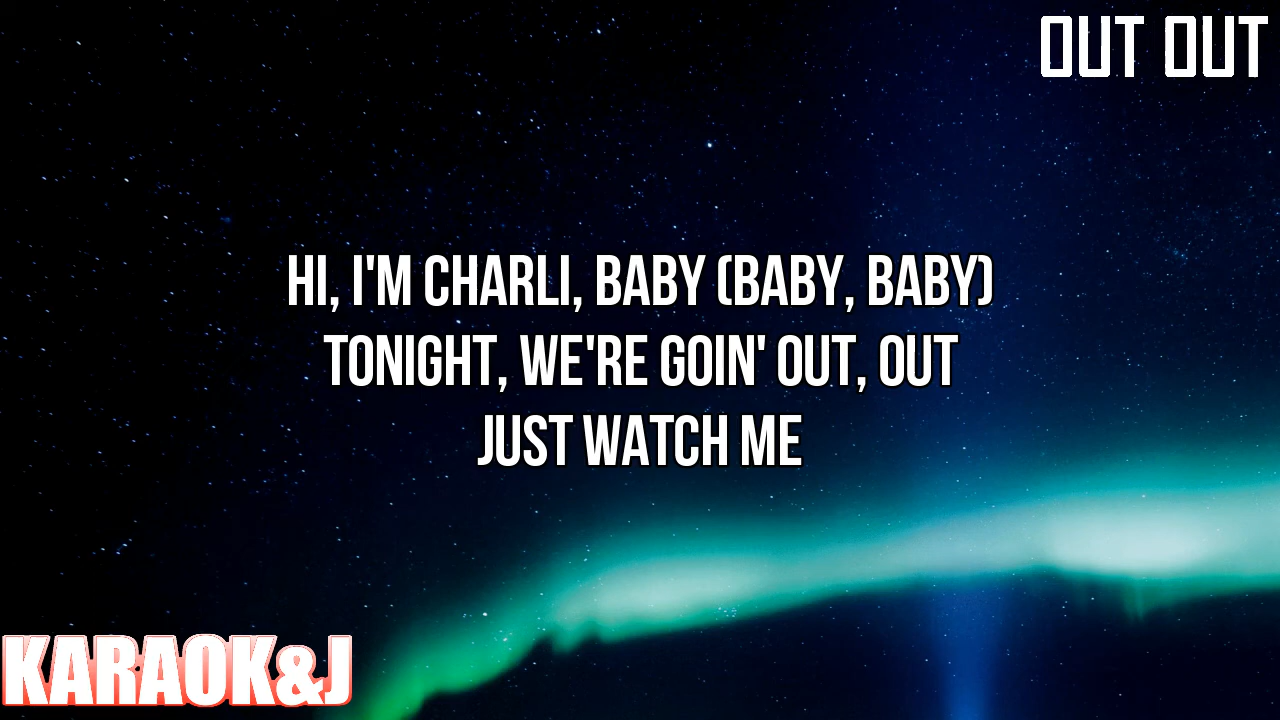 OUT OUT
HI, I'M CHARLI, BABY (BABY, BABY)
TONIGHT, WE'RE GOIN' OUT, OUT
JUST WATCH ME
KARAOK&J